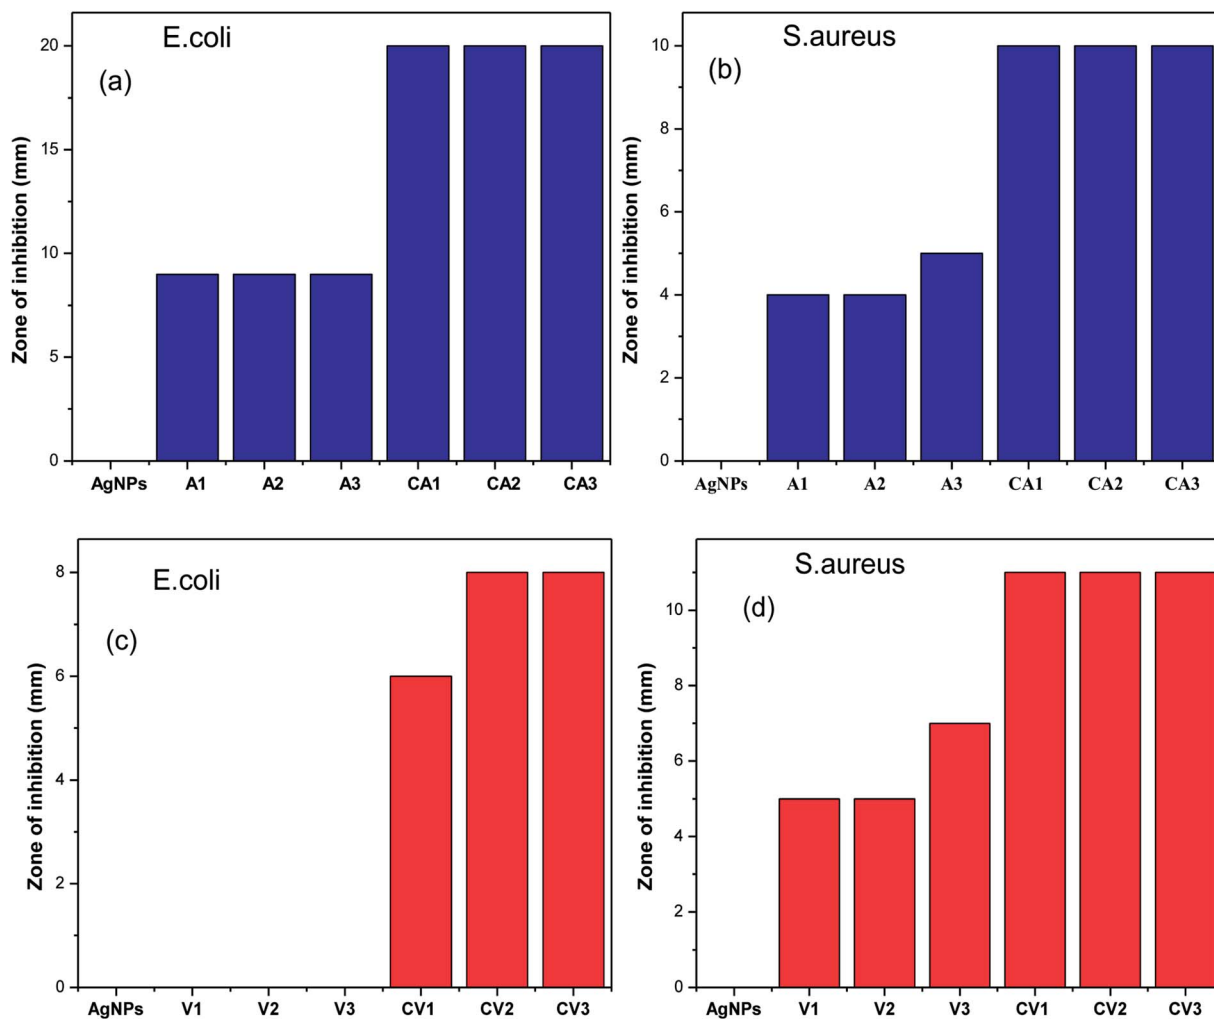 E.coli
(a)
Zone of inhibition (mm)
20
15
10
5
0
AgNPs A1 A2 A3 CA1 CA2 CA3
S.aureus
(b)
Zone of inhibition (mm)
10
8
6
4
2
0
AgNPs A1 A2 A3 CA1 CA2 CA3
E.coli
(c)
Zone of inhibition (mm)
8
6
4
2
0
AgNPs V1 V2 V3 CV1 CV2 CV3
S.aureus
(d)
Zone of inhibition (mm)
10
8
6
4
2
0
AgNPs V1 V2 V3 CV1 CV2 CV3